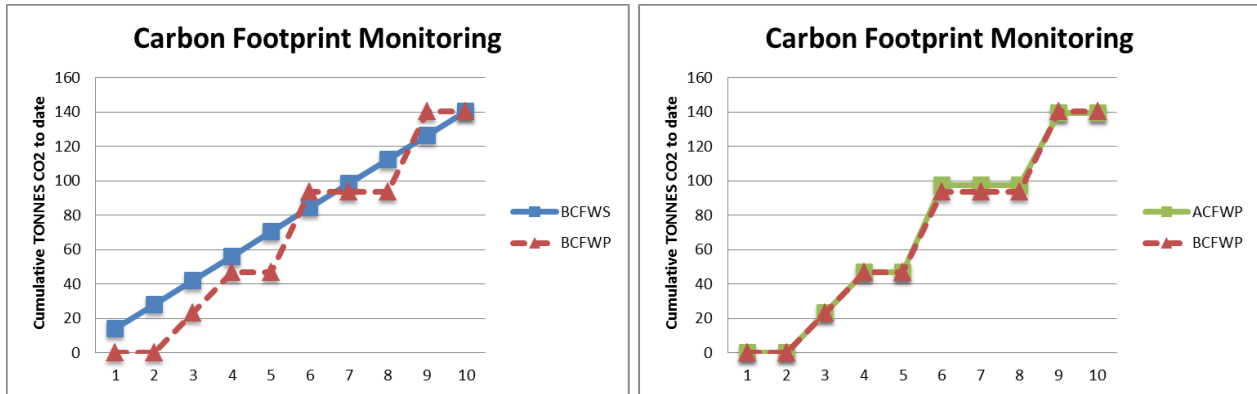 Carbon Footprint Monitoring
Cumulative TONNES CO2 to date
160
140
120
100
80
60
40
20
0
1 2 3 4 5 6 7 8 9 10
BCFWS
BCFWP
Carbon Footprint Monitoring
Cumulative TONNES CO2 to date
160
140
120
100
80
60
40
20
0
1 2 3 4 5 6 7 8 9 10
ACFWP
BCFWP